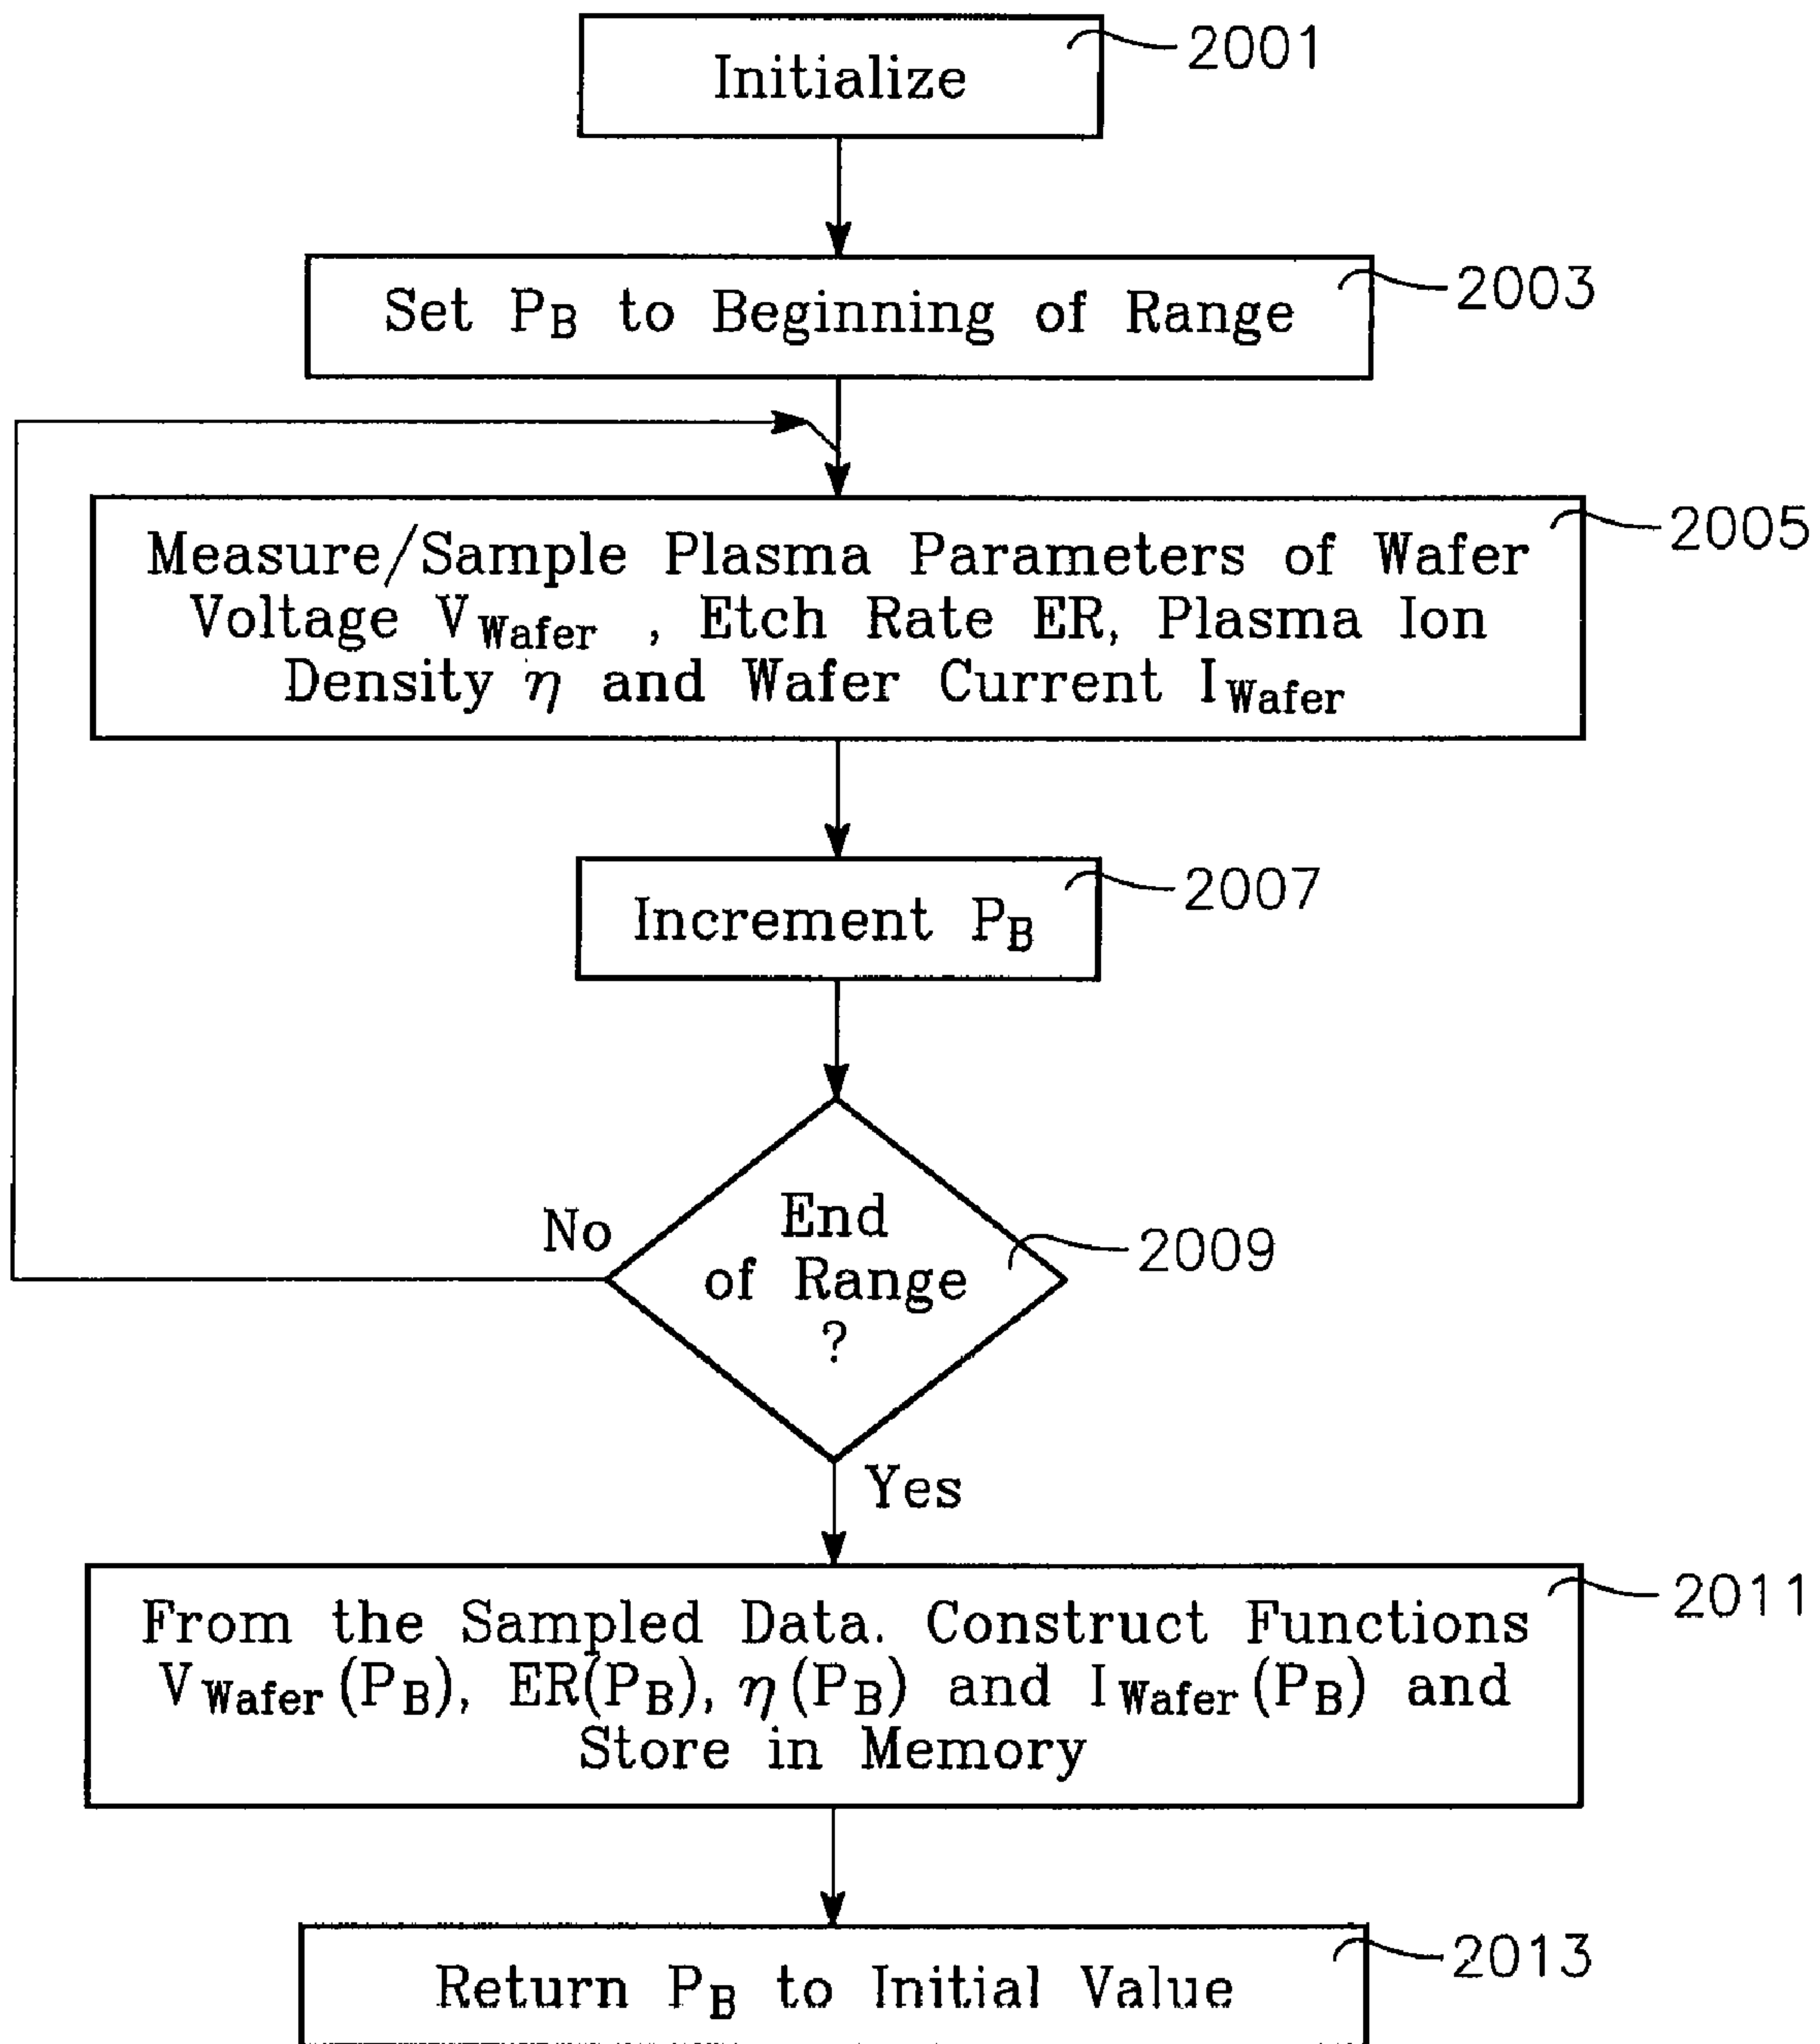 Initialize
2001
Set PB to Beginning of Range
2003
Measure/Sample Plasma Parameters of Wafer
Voltage VWafer , Etch Rate ER, Plasma Ion
Density η and Wafer Current IWafer
2005
Increment PB
2007
End
of Range
?
2009
No
Yes
From the Sampled Data. Construct Functions
VWafer(PB), ER(PB), η(PB) and IWafer(PB) and
Store in Memory
2011
Return PB to Initial Value
2013